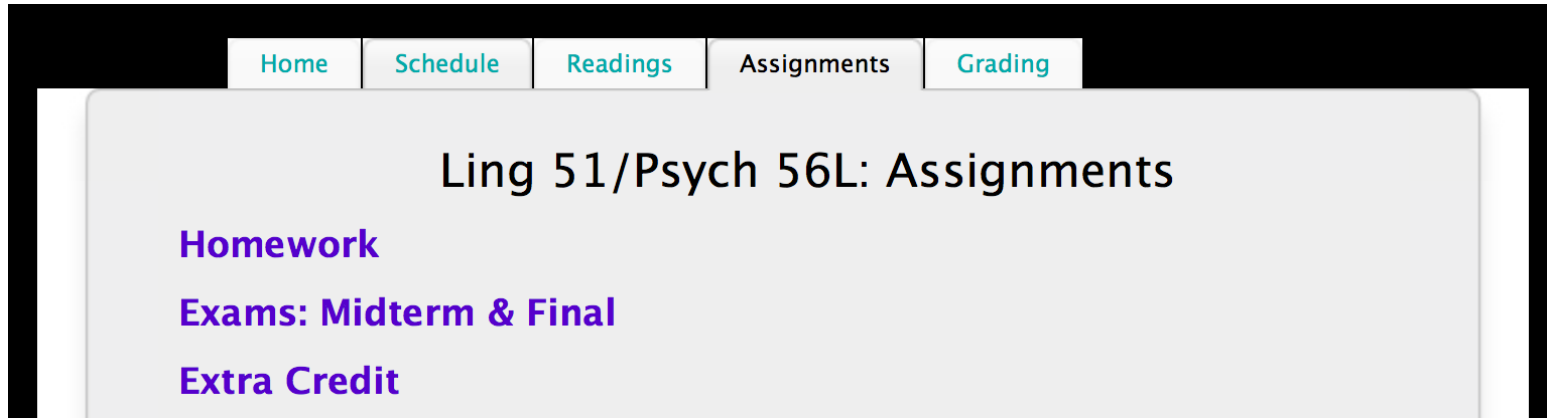 Home Schedule Readings Assignments Grading
Ling 51/Psych 56L: Assignments
Homework
Exams: Midterm & Final
Extra Credit